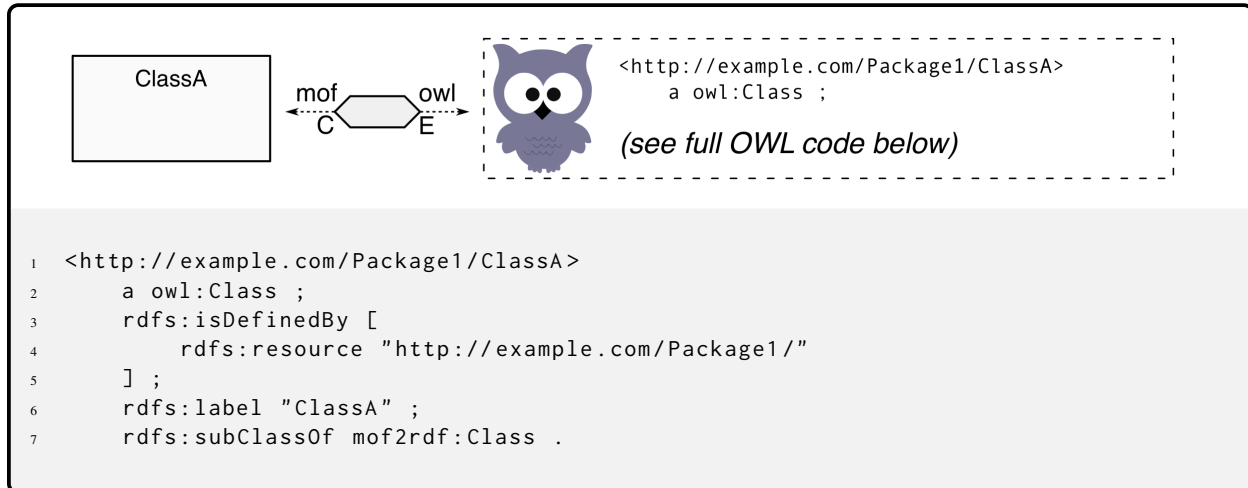 ClassA
mof owl
C E
<http://example.com/Package1/ClassA>
    a owl:Class ;
(see full OWL code below)
1 <http://example.com/Package1/ClassA>
2     a owl:Class ;
3     rdfs:isDefinedBy [
4         rdfs:resource "http://example.com/Package1/"
5     ] ;
6     rdfs:label "ClassA" ;
7     rdfs:subClassOf mof2rdf:Class .